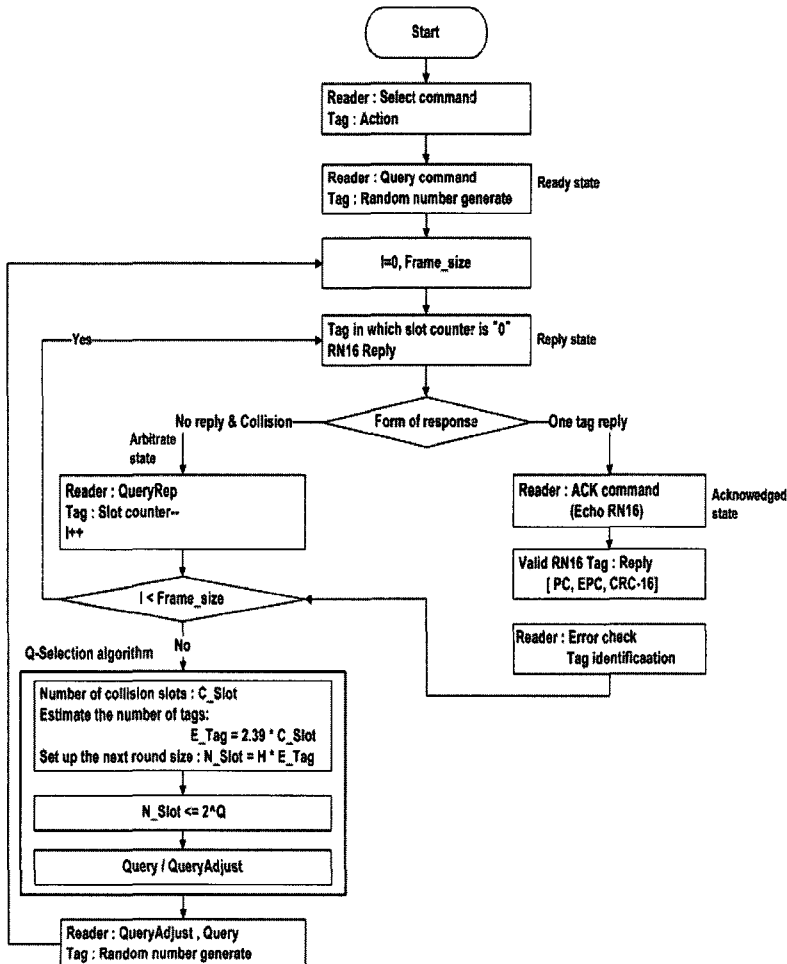 Start
Reader : Select command
Tag : Action
Reader : Query command
Tag : Random number generate
Ready state
I=0, Frame_size
Yes
Tag in which slot counter is "0"
RN16 Reply
Reply state
No reply & Collision
Form of response
One tag reply
Arbitrate
state
Reader : QueryRep
Tag : Slot counter--
I++
Reader : ACK command
(Echo RN16)
Acknowedged
state
Valid RN16 Tag : Reply
[ PC, EPC, CRC-16]
I < Frame_size
Reader : Error check
Tag identificaation
No
Q-Selection algorithm
Number of collision slots : C_Slot
Estimate the number of tags:
E_Tag = 2.39 * C_Slot
Set up the next round size : N_Slot = H * E_Tag
N_Slot <= 2^Q
Query / QueryAdjust
Reader : QueryAdjust , Query
Tag : Random number generate